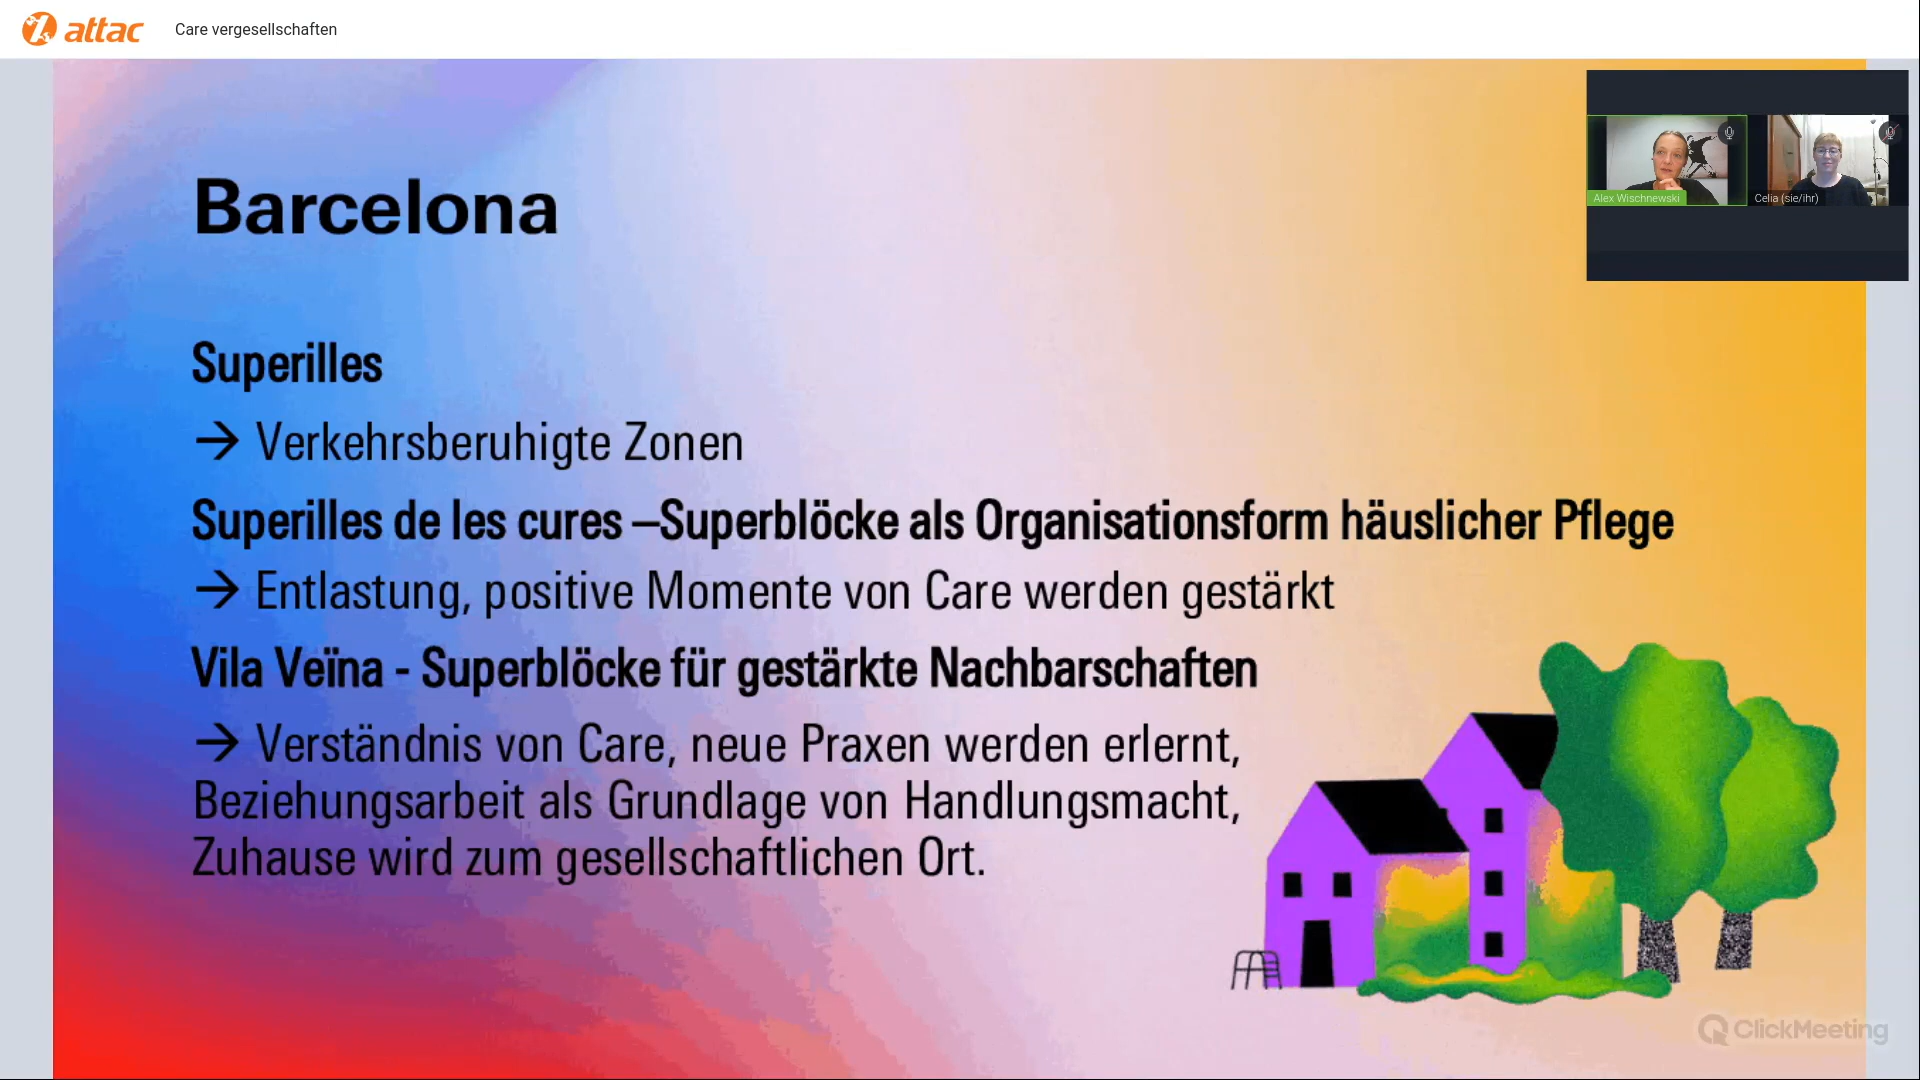 attac
Care vergesellschaften
Alex Wischnewski
Celia (sie/ihr)
Barcelona
Superilles
→ Verkehrsberuhigte Zonen
Superilles de les cures –Superblöcke als Organisationsform häuslicher Pflege
→ Entlastung, positive Momente von Care werden gestärkt
Vila Veïna - Superblöcke für gestärkte Nachbarschaften
→ Verständnis von Care, neue Praxen werden erlernt,
Beziehungsarbeit als Grundlage von Handlungsmacht,
Zuhause wird zum gesellschaftlichen Ort.
ClickMeeting